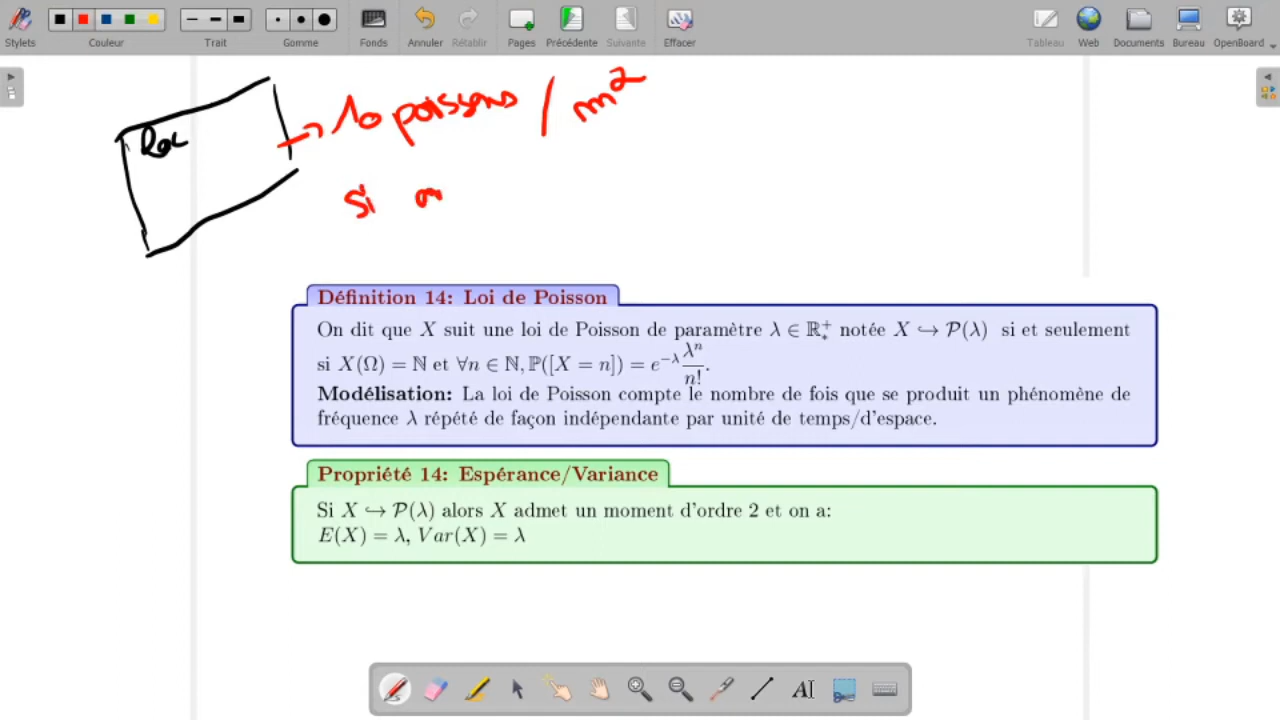 Stylets Couleur Trait Gomme Fonds Annuler Rétablir Pages Précédente Suivante Effacer Tableau Web Documents Bureau OpenBoard
Lac → 10 poissons / m²
si on
Définition 14: Loi de Poisson
On dit que X suit une loi de Poisson de paramètre λ ∈ ℝ₊* notée X ↪ 𝒫(λ) si et seulement
si X(Ω) = ℕ et ∀n ∈ ℕ, ℙ([X = n]) = e^{−λ} λⁿ/n!.
Modélisation: La loi de Poisson compte le nombre de fois que se produit un phénomène de
fréquence λ répété de façon indépendante par unité de temps/d'espace.
Propriété 14: Espérance/Variance
Si X ↪ 𝒫(λ) alors X admet un moment d'ordre 2 et on a:
E(X) = λ, Var(X) = λ